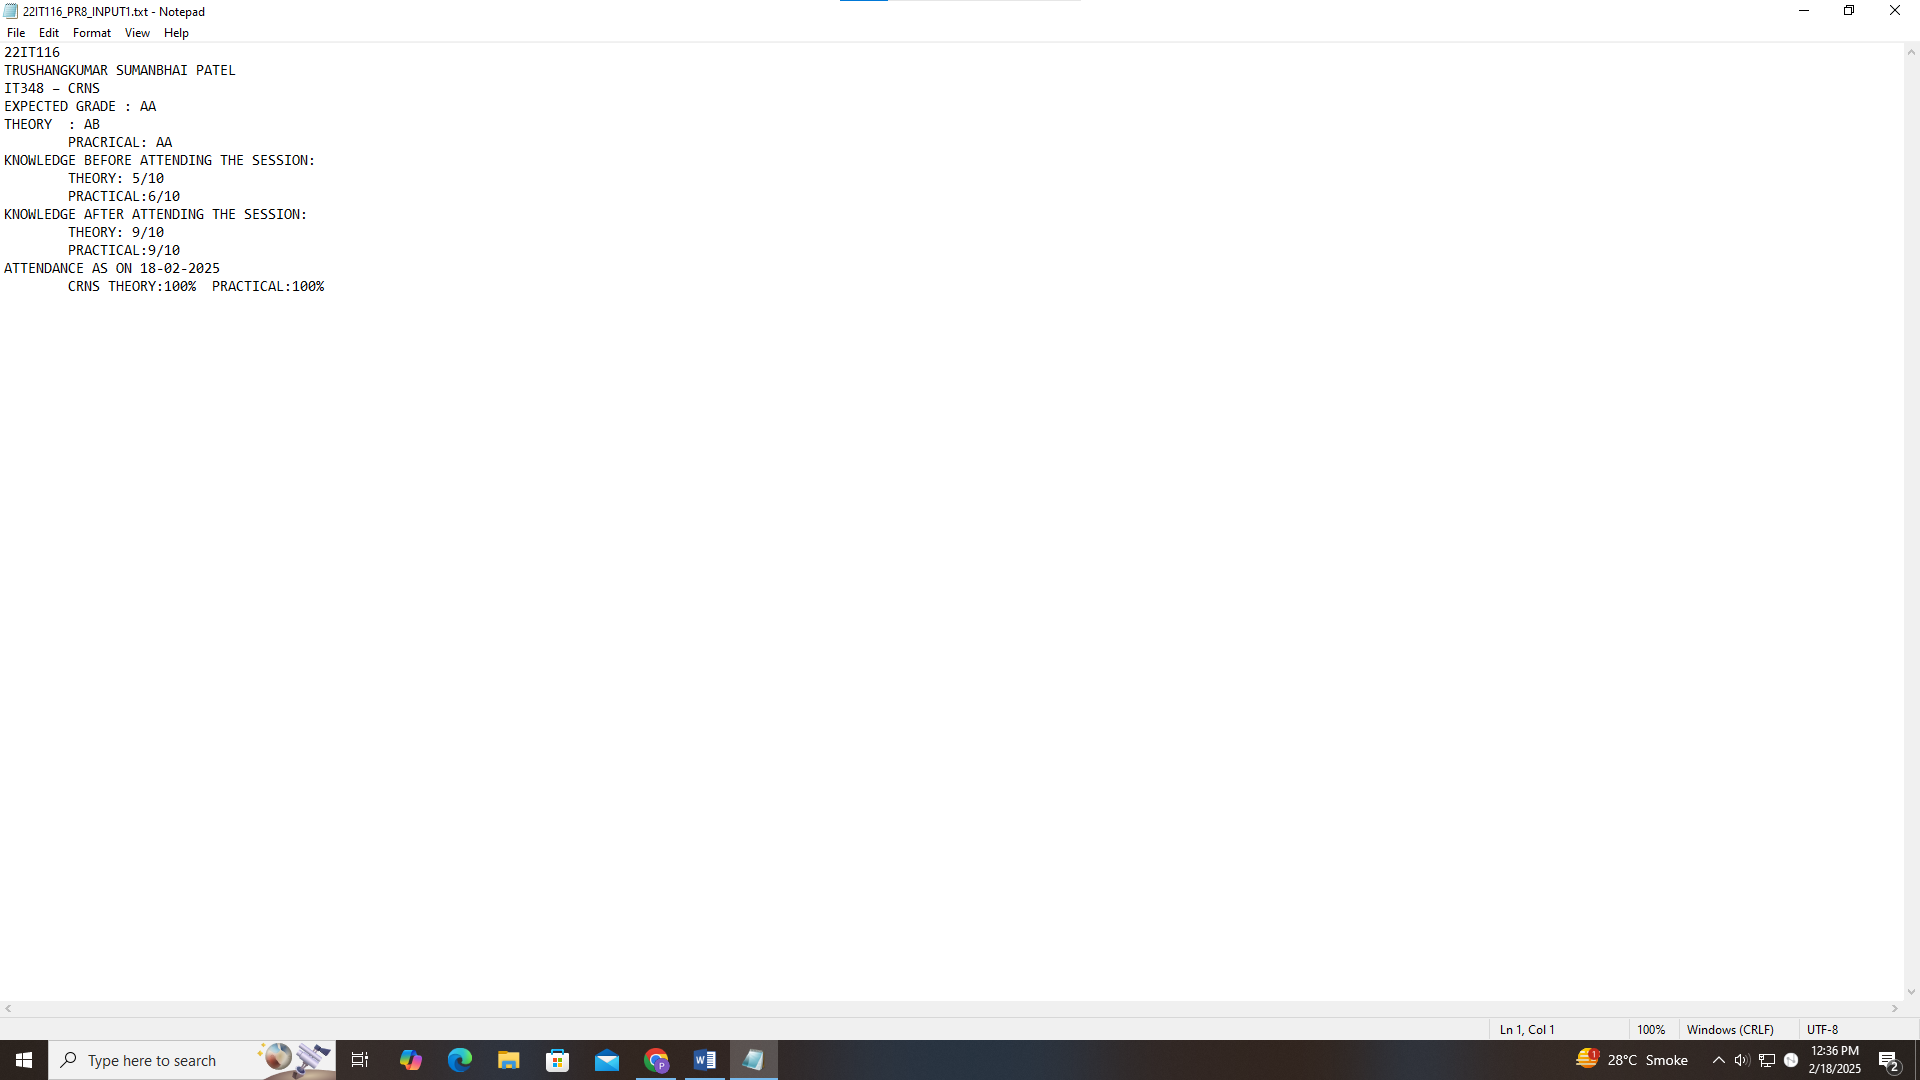 22IT116_PR8_INPUT1.txt - Notepad
File Edit Format View Help
22IT116
TRUSHANGKUMAR SUMANBHAI PATEL
IT348 – CRNS
EXPECTED GRADE : AA
THEORY  : AB
        PRACRICAL: AA
KNOWLEDGE BEFORE ATTENDING THE SESSION:
        THEORY: 5/10
        PRACTICAL:6/10
KNOWLEDGE AFTER ATTENDING THE SESSION:
        THEORY: 9/10
        PRACTICAL:9/10
ATTENDANCE AS ON 18-02-2025
        CRNS THEORY:100%  PRACTICAL:100%
Ln 1, Col 1 100% Windows (CRLF) UTF-8
Type here to search 1 28°C Smoke 12:36 PM
2/18/2025 2